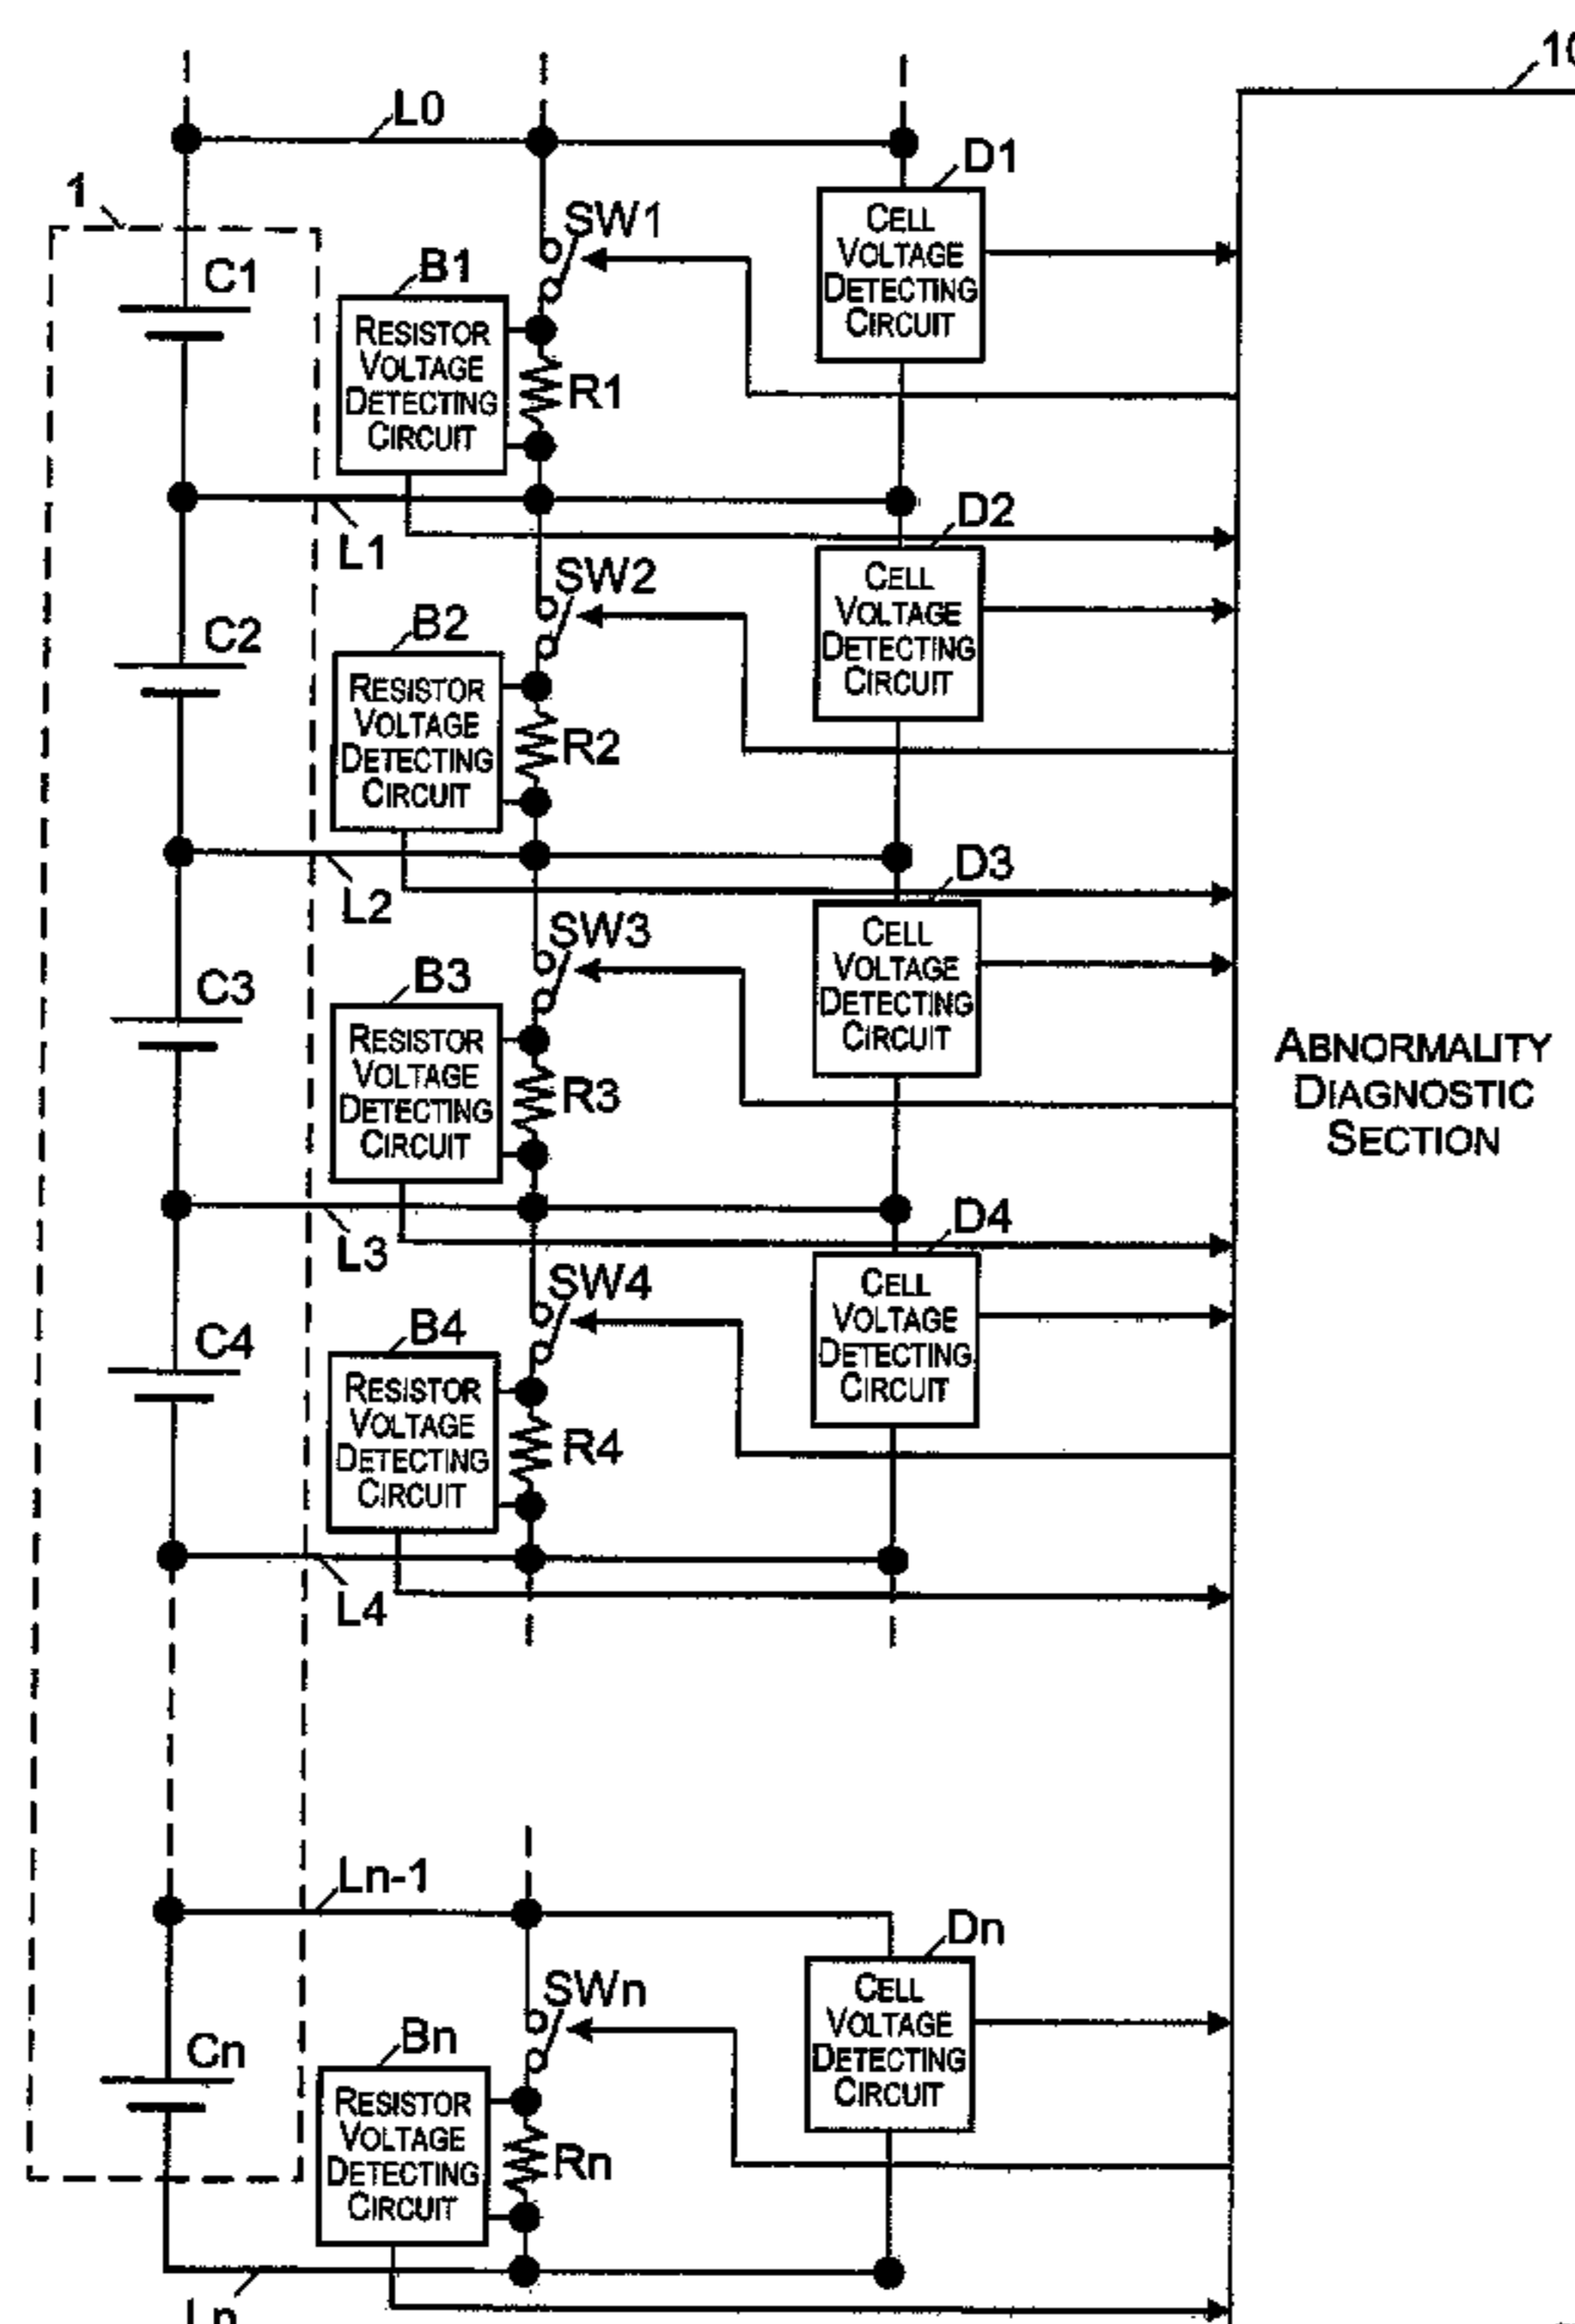 10
L0
D1
1
SW1
CELL
VOLTAGE
DETECTING
CIRCUIT
C1
B1
RESISTOR
VOLTAGE
DETECTING
CIRCUIT
R1
L1
D2
SW2
CELL
VOLTAGE
DETECTING
CIRCUIT
C2
B2
RESISTOR
VOLTAGE
DETECTING
CIRCUIT
R2
L2
D3
SW3
CELL
VOLTAGE
DETECTING
CIRCUIT
C3
B3
RESISTOR
VOLTAGE
DETECTING
CIRCUIT
R3
ABNORMALITY
DIAGNOSTIC
SECTION
L3
D4
SW4
CELL
VOLTAGE
DETECTING
CIRCUIT
C4
B4
RESISTOR
VOLTAGE
DETECTING
CIRCUIT
R4
L4
Ln-1
Dn
SWn
CELL
VOLTAGE
DETECTING
CIRCUIT
Cn
Bn
RESISTOR
VOLTAGE
DETECTING
CIRCUIT
Rn
Ln